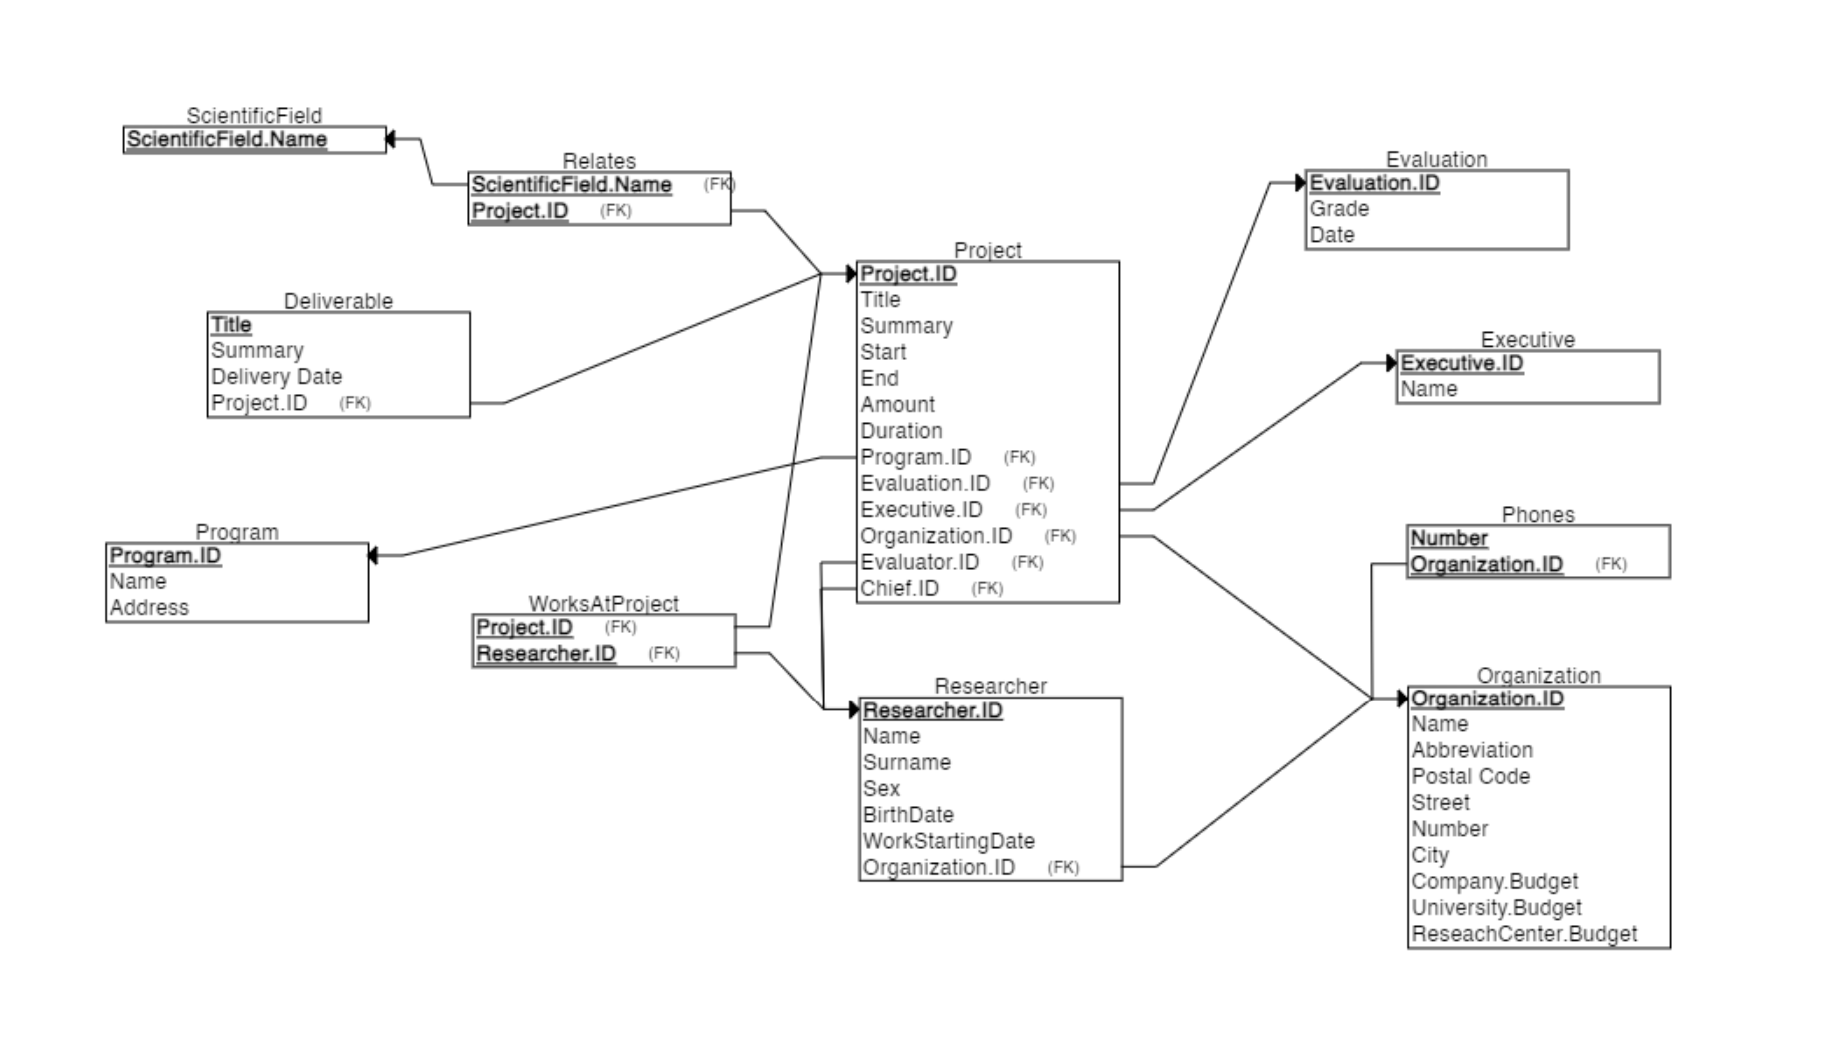 ScientificField
ScientificField.Name
Relates
ScientificField.Name (FK)
Project.ID (FK)
Deliverable
Title
Summary
Delivery Date
Project.ID (FK)
Program
Program.ID
Name
Address
WorksAtProject
Project.ID (FK)
Researcher.ID (FK)
Project
Project.ID
Title
Summary
Start
End
Amount
Duration
Program.ID (FK)
Evaluation.ID (FK)
Executive.ID (FK)
Organization.ID (FK)
Evaluator.ID (FK)
Chief.ID (FK)
Researcher
Researcher.ID
Name
Surname
Sex
BirthDate
WorkStartingDate
Organization.ID (FK)
Evaluation
Evaluation.ID
Grade
Date
Executive
Executive.ID
Name
Phones
Number
Organization.ID (FK)
Organization
Organization.ID
Name
Abbreviation
Postal Code
Street
Number
City
Company.Budget
University.Budget
ReseachCenter.Budget